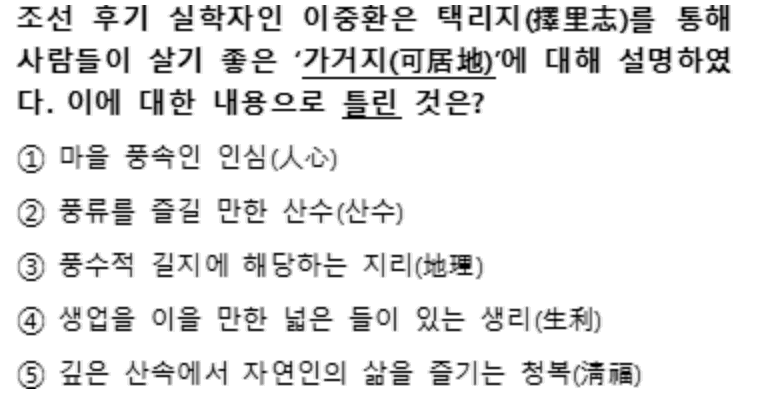 조선 후기 실학자인 이중환은 택리지(擇里志)를 통해
사람들이 살기 좋은 ‘가거지(可居地)’에 대해 설명하였
다. 이에 대한 내용으로 틀린 것은?
① 마을 풍속인 인심(人心)
② 풍류를 즐길 만한 산수(산수)
③ 풍수적 길지에 해당하는 지리(地理)
④ 생업을 이을 만한 넓은 들이 있는 생리(生利)
⑤ 깊은 산속에서 자연인의 삶을 즐기는 청복(淸福)